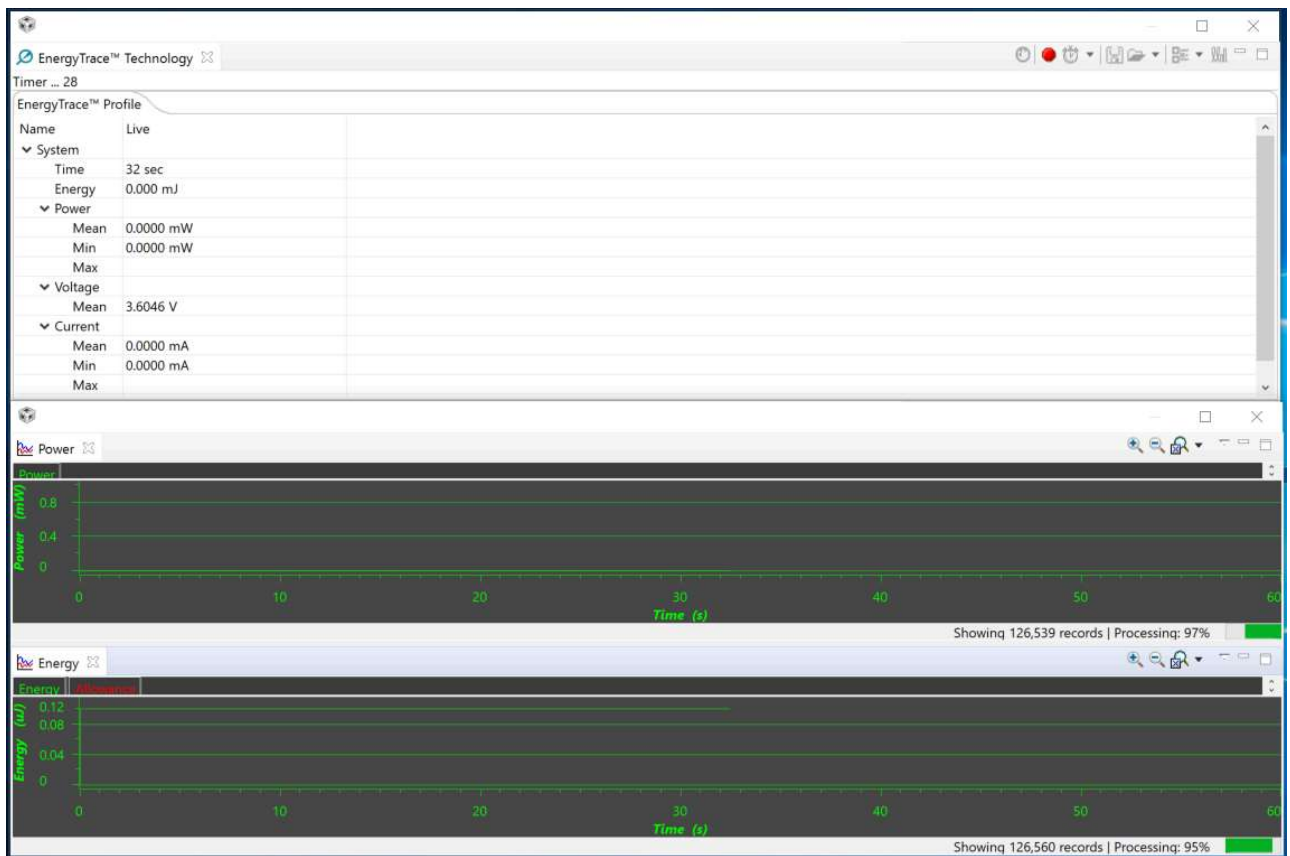 EnergyTrace™ Technology
Timer ... 28
EnergyTrace™ Profile
Name Live
System
Time 32 sec
Energy 0.000 mJ
Power
Mean 0.0000 mW
Min 0.0000 mW
Max
Voltage
Mean 3.6046 V
Current
Mean 0.0000 mA
Min 0.0000 mA
Max
Power
Power
Power (mW)
0.8
0.4
0
0 10 20 30 40 50 60
Time (s)
Showing 126,539 records | Processing: 97%
Energy
Energy Allowance
Energy (uJ)
0.12
0.08
0.04
0
0 10 20 30 40 50 60
Time (s)
Showing 126,560 records | Processing: 95%